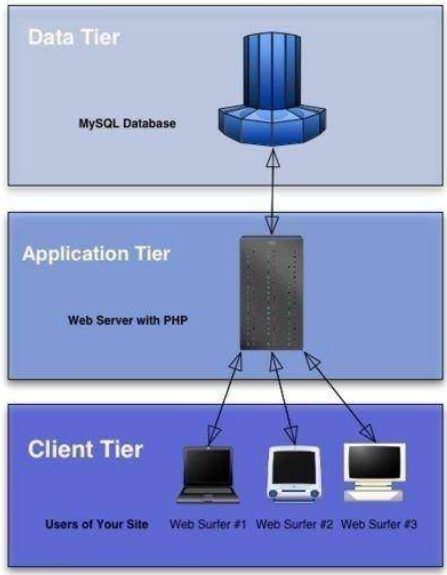 Data Tier
MySQL Database
Application Tier
Web Server with PHP
Client Tier
Users of Your Site
Web Surfer #1
Web Surfer #2
Web Surfer #3